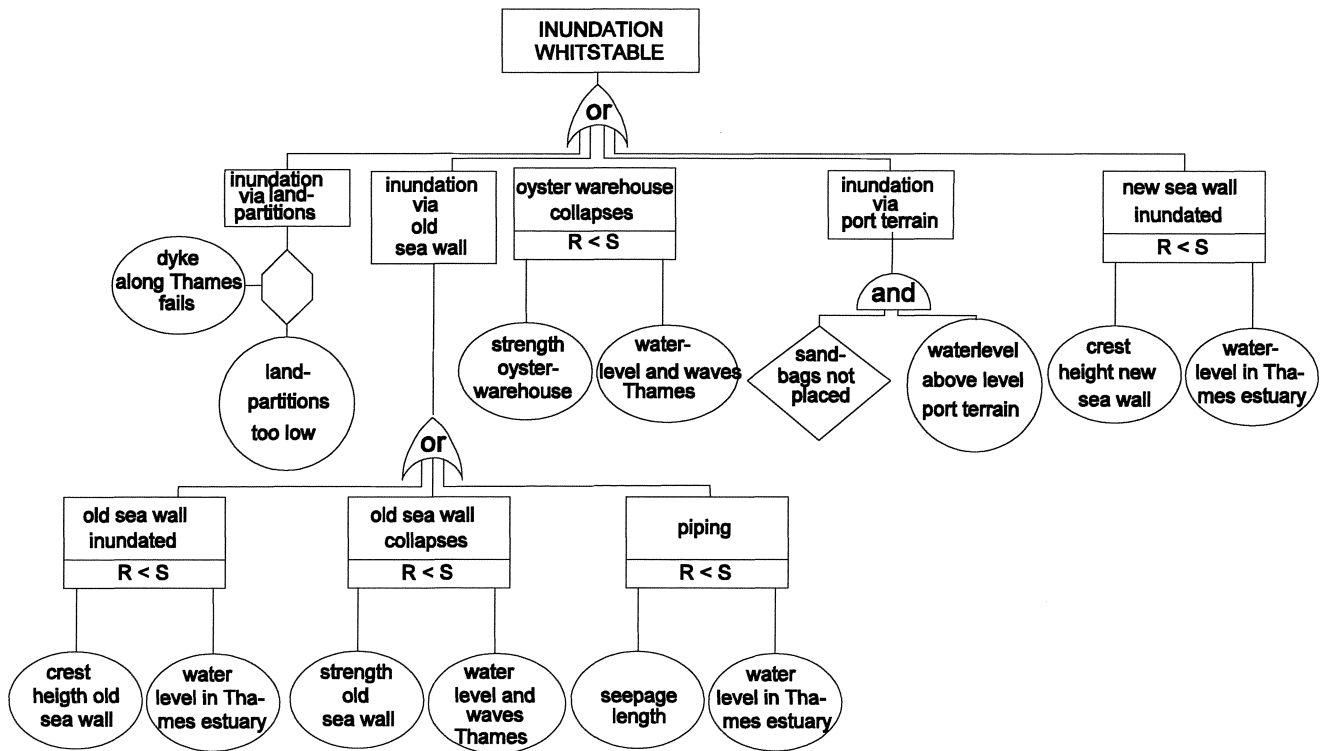 INUNDATION
WHITSTABLE
or
inundation
via land-
partitions
inundation
via
old
sea wall
oyster warehouse
collapses
R < S
inundation
via
port terrain
new sea wall
inundated
R < S
dyke
along Thames
fails
land-
partitions
too low
strength
oyster-
warehouse
water-
level and waves
Thames
and
sand-
bags not
placed
waterlevel
above level
port terrain
crest
height new
sea wall
water-
level in Tha-
mes estuary
or
old sea wall
inundated
R < S
old sea wall
collapses
R < S
piping
R < S
crest
heigth old
sea wall
water
level in Tha-
mes estuary
strength
old
sea wall
water
level and
waves
Thames
seepage
length
water
level in Tha-
mes estuary